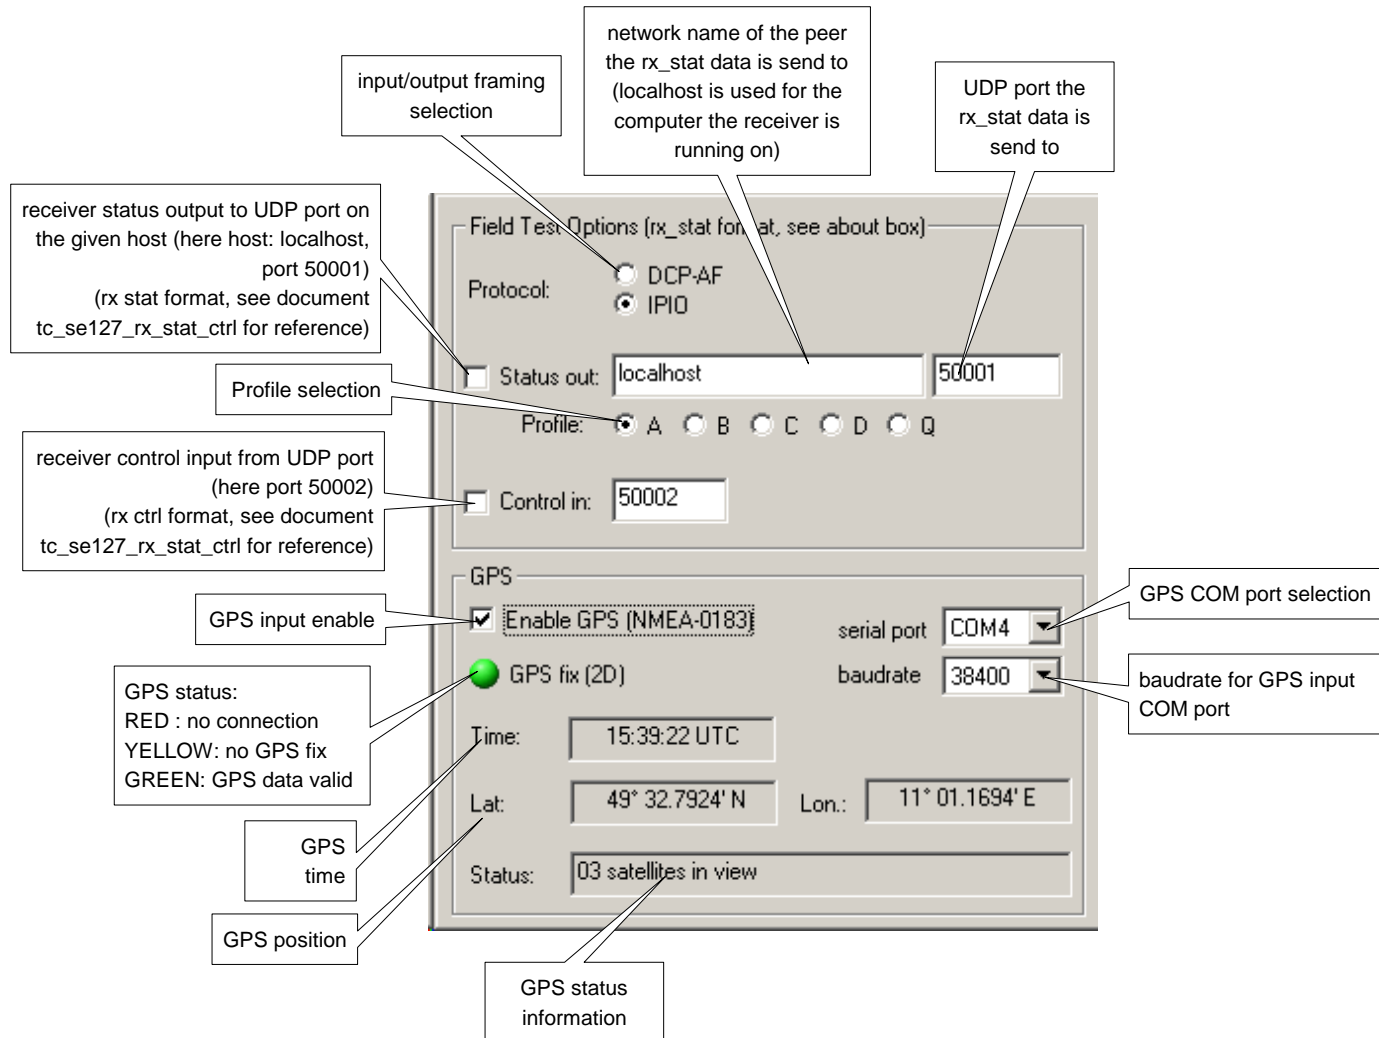 network name of the peer
the rx_stat data is send to
(localhost is used for the
computer the receiver is
running on)
input/output framing
selection
UDP port the
rx_stat data is
send to
receiver status output to UDP port on
the given host (here host: localhost,
port 50001)
(rx stat format, see document
tc_se127_rx_stat_ctrl for reference)
Field Test Options (rx_stat format, see about box)
Protocol:
DCP-AF
IPIO
Status out: localhost 50001
Profile selection
Profile: A B C D Q
receiver control input from UDP port
(here port 50002)
(rx ctrl format, see document
tc_se127_rx_stat_ctrl for reference)
Control in: 50002
GPS
GPS input enable
Enable GPS (NMEA-0183)
serial port COM4
GPS COM port selection
GPS fix (2D)
baudrate 38400
baudrate for GPS input
COM port
GPS status:
RED : no connection
YELLOW: no GPS fix
GREEN: GPS data valid
Time: 15:39:22 UTC
Lat: 49° 32.7924' N Lon.: 11° 01.1694' E
GPS
time
Status: 03 satellites in view
GPS position
GPS status
information